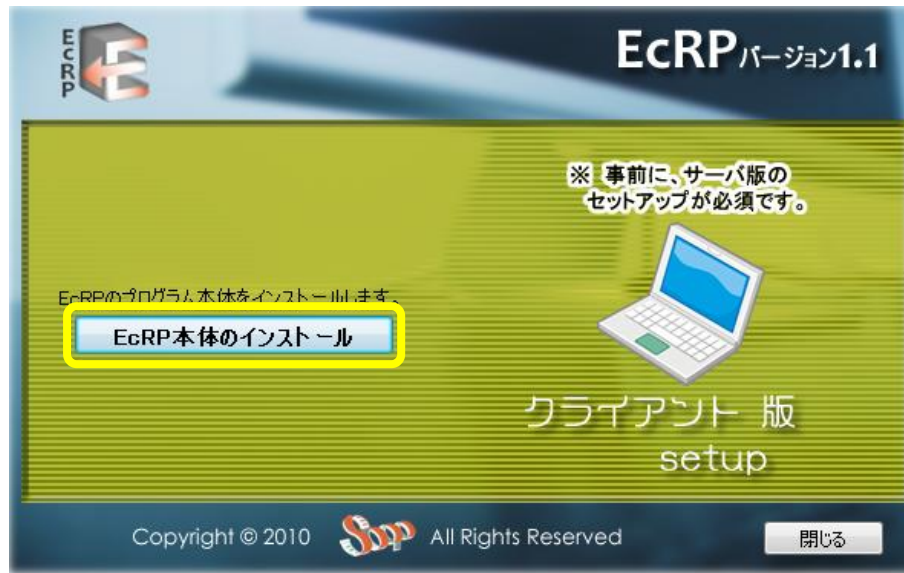 EcRP
EcRPバージョン1.1
※ 事前に、サーバ版の
セットアップが必須です。
EcRPのプログラム本体をインストールします。
EcRP本体のインストール
クライアント 版
setup
Copyright © 2010 Sopp All Rights Reserved
閉じる